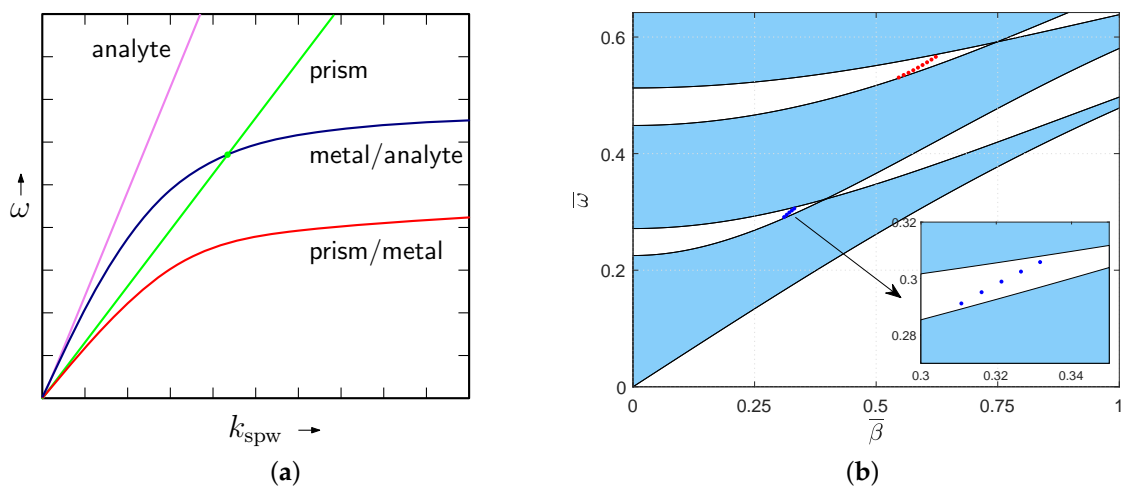 analyte
prism
metal/analyte
prism/metal
ω
k_spw
(a)
0.6
0.4
0.2
0
ω̅
0 0.25 0.5 0.75 1
β̅
0.32
0.3
0.28
0.3 0.32 0.34
(b)